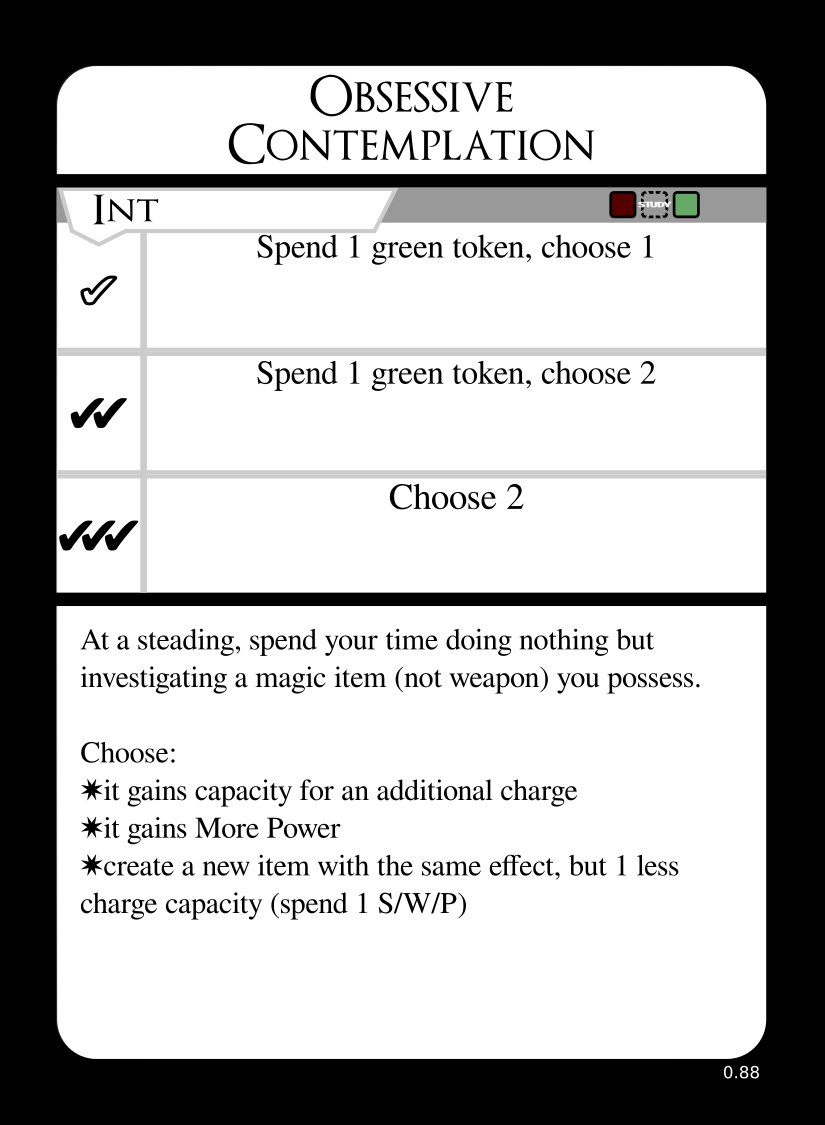 Obsessive
Contemplation
Int
STUDY
Spend 1 green token, choose 1
Spend 1 green token, choose 2
Choose 2
At a steading, spend your time doing nothing but
investigating a magic item (not weapon) you possess.
Choose:
✷it gains capacity for an additional charge
✷it gains More Power
✷create a new item with the same effect, but 1 less
charge capacity (spend 1 S/W/P)
0.88